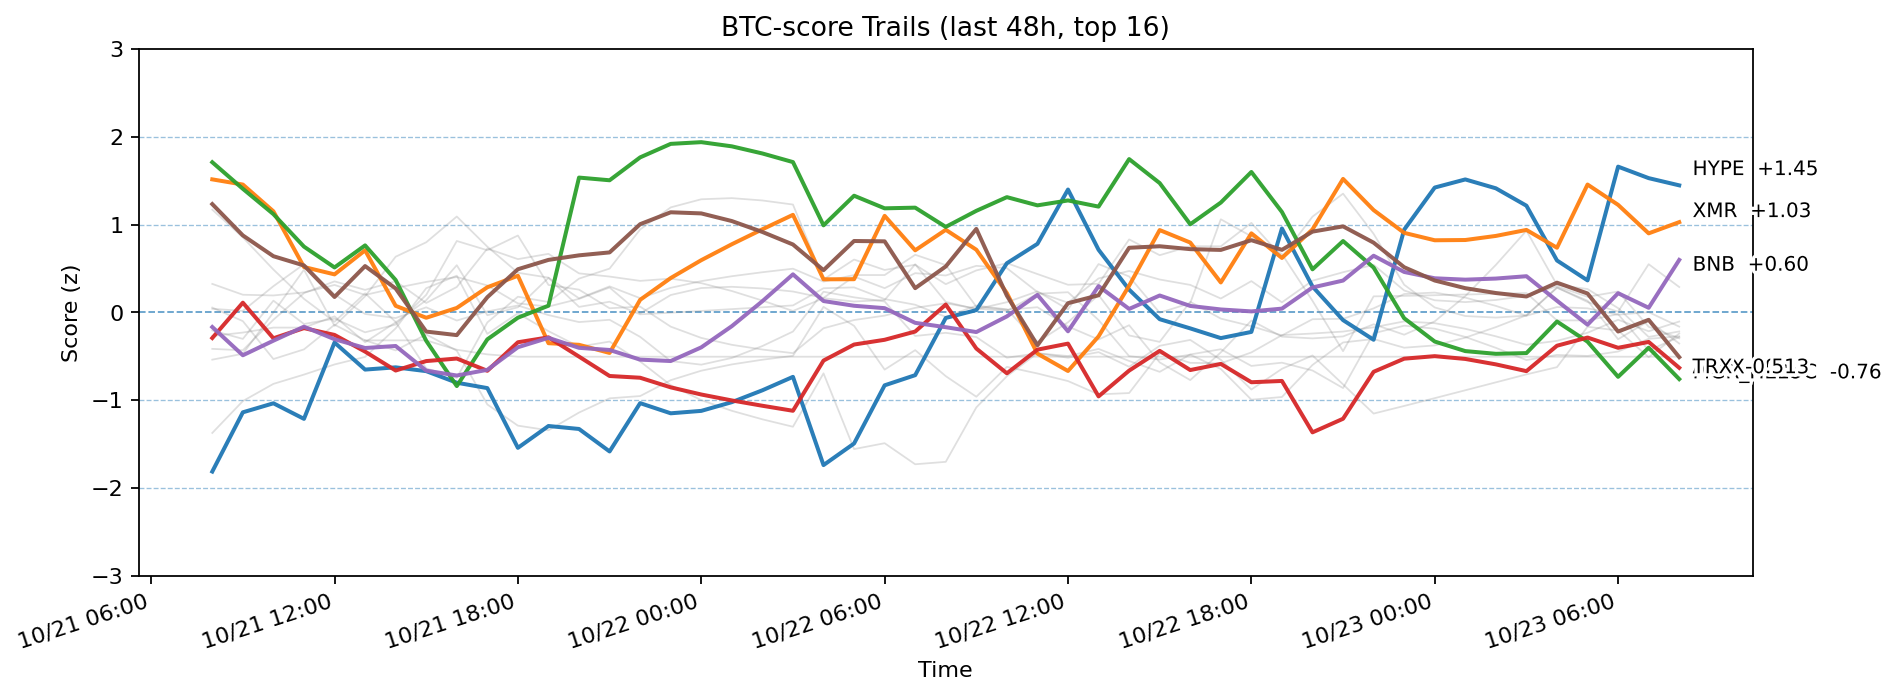 BTC-score Trails (last 48h, top 16)
3
2
1
0
−1
−2
−3
Score (z)
HYPE +1.45
XMR +1.03
BNB +0.60
-0.76
10/21 06:00
10/21 12:00
10/21 18:00
10/22 00:00
10/22 06:00
10/22 12:00
10/22 18:00
10/23 00:00
10/23 06:00
Time